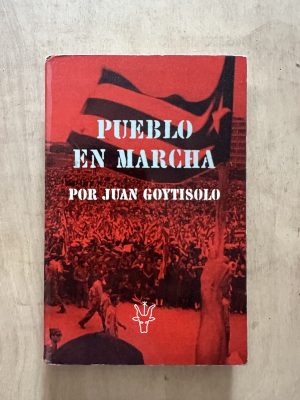 PUEBLO
EN MARCHA
POR JUAN GOYTISOLO